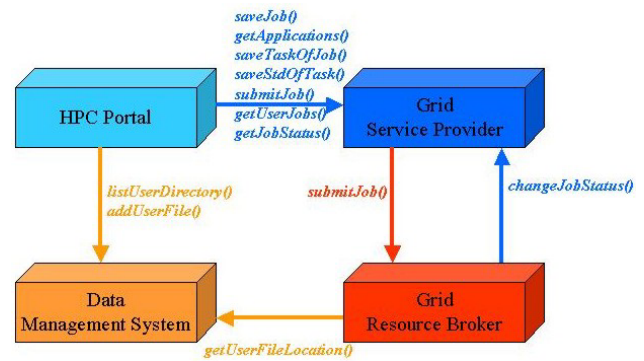 saveJob()
getApplications()
saveTaskOfJob()
saveStdOfTask()
submitJob()
getUserJobs()
getJobStatus()
HPC Portal
Grid
Service Provider
listUserDirectory()
addUserFile()
submitJob()
changeJobStatus()
Data
Management System
Grid
Resource Broker
getUserFileLocation()